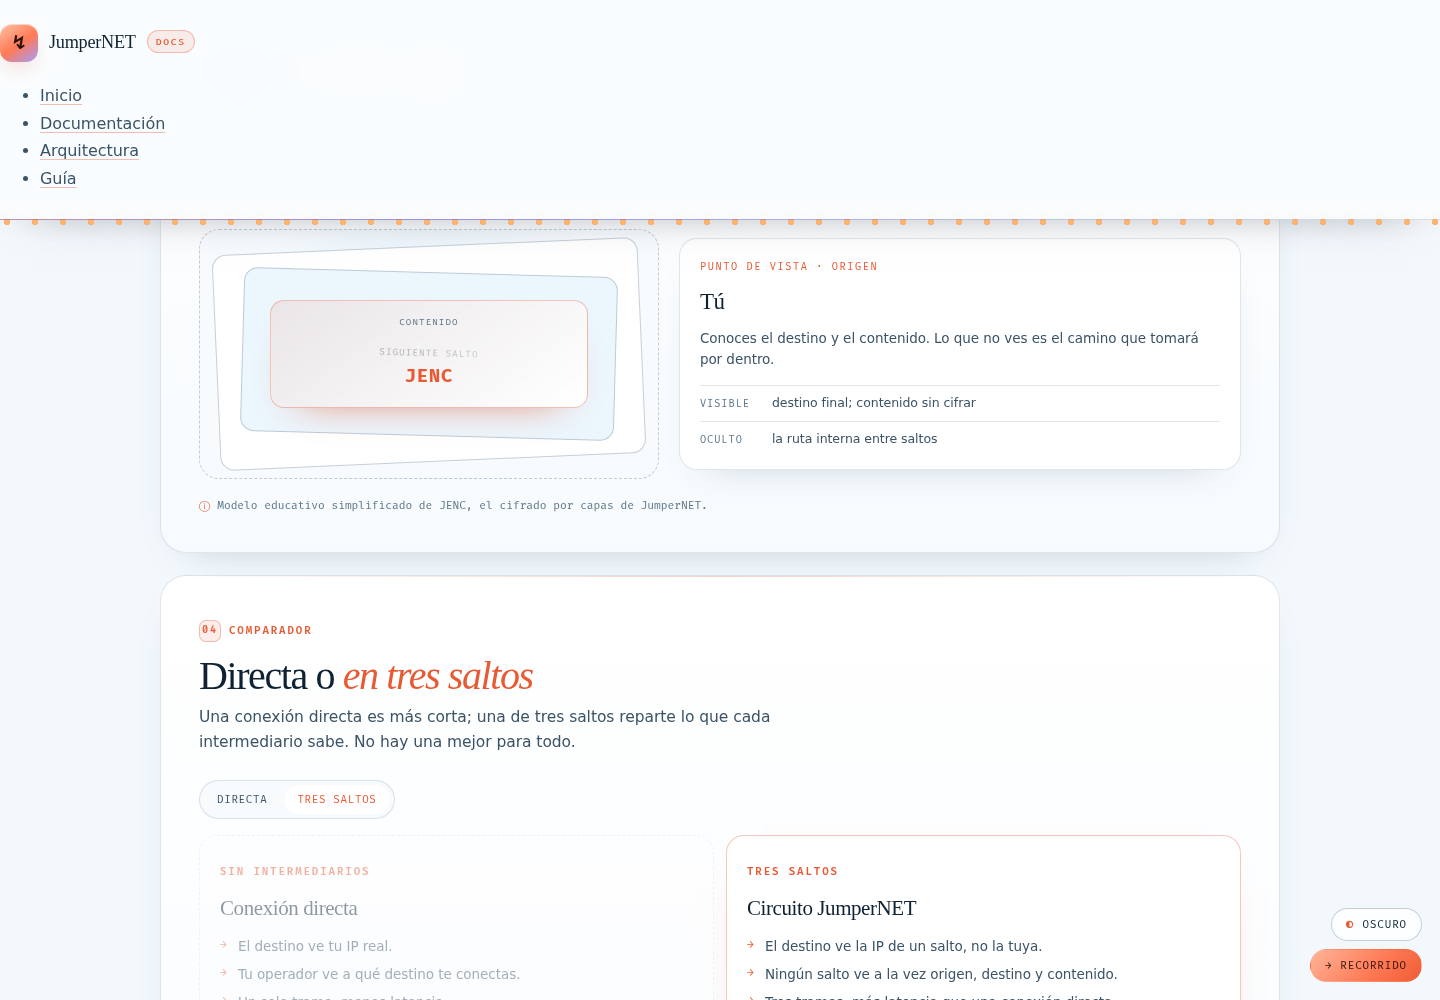 JumperNET DOCS
Inicio
Documentación
Arquitectura
Guía
CONTENIDO
SIGUIENTE SALTO
JENC
PUNTO DE VISTA · ORIGEN
Tú
Conoces el destino y el contenido. Lo que no ves es el camino que tomará
por dentro.
VISIBLE destino final; contenido sin cifrar
OCULTO la ruta interna entre saltos
Modelo educativo simplificado de JENC, el cifrado por capas de JumperNET.
04 COMPARADOR
Directa o en tres saltos
Una conexión directa es más corta; una de tres saltos reparte lo que cada
intermediario sabe. No hay una mejor para todo.
DIRECTA TRES SALTOS
SIN INTERMEDIARIOS
Conexión directa
→ El destino ve tu IP real.
→ Tu operador ve a qué destino te conectas.
TRES SALTOS
Circuito JumperNET
→ El destino ve la IP de un salto, no la tuya.
→ Ningún salto ve a la vez origen, destino y contenido.
OSCURO
→ RECORRIDO